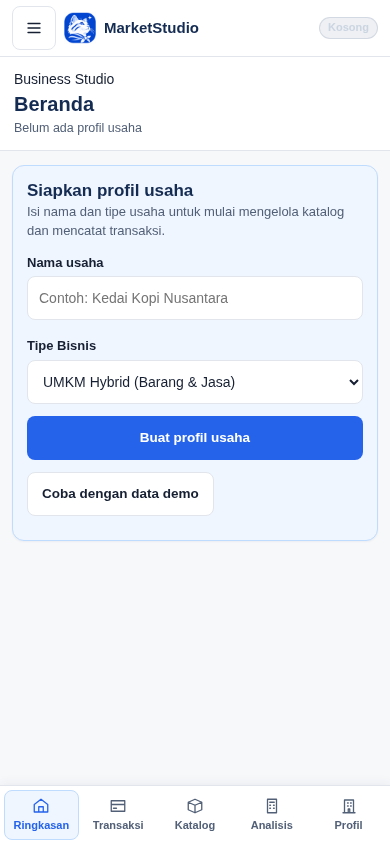 MarketStudio
Kosong
Business Studio
Beranda
Belum ada profil usaha
Siapkan profil usaha
Isi nama dan tipe usaha untuk mulai mengelola katalog
dan mencatat transaksi.
Nama usaha
Contoh: Kedai Kopi Nusantara
Tipe Bisnis
UMKM Hybrid (Barang & Jasa)
Buat profil usaha
Coba dengan data demo
Ringkasan
Transaksi
Katalog
Analisis
Profil